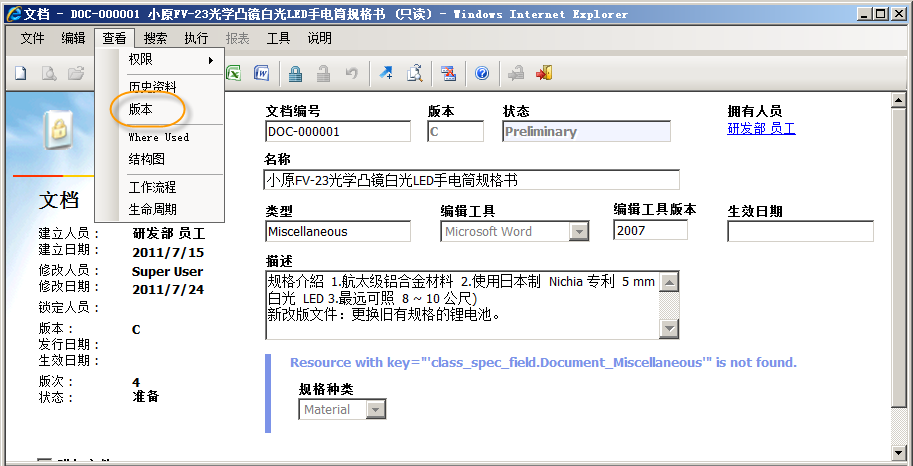 文档 - DOC-000001 小原FV-23光学凸镜白光LED手电筒规格书 (只读) - Windows Internet Explorer
文件 编辑 查看 搜索 执行 报表 工具 说明
权限
历史资料
版本
Where Used
结构图
工作流程
生命周期
文档
建立人员： 研发部 员工
建立日期： 2011/7/15
修改人员： Super User
修改日期： 2011/7/24
锁定人员：
版本： C
发行日期：
生效日期：
版次： 4
状态： 准备
文档编号 版本 状态 拥有人员
DOC-000001 C Preliminary 研发部 员工
名称
小原FV-23光学凸镜白光LED手电筒规格书
类型 编辑工具 编辑工具版本 生效日期
Miscellaneous Microsoft Word 2007
描述
规格介紹 1.航太级铝合金材料 2.使用日本制 Nichia 专利 5 mm
白光 LED 3.最远可照 8 ~ 10 公尺)
新改版文件：更换旧有规格的锂电池。
Resource with key="'class_spec_field.Document_Miscellaneous'" is not found.
规格种类
Material